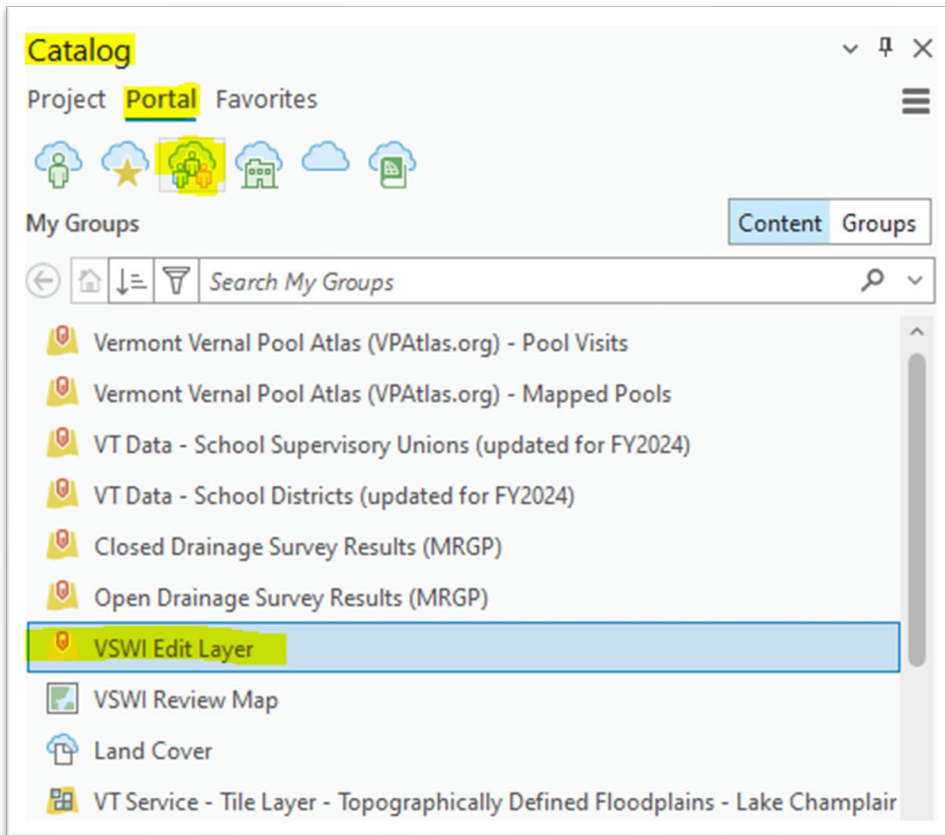 Catalog
Project Portal Favorites
My Groups
Content Groups
Search My Groups
Vermont Vernal Pool Atlas (VPAtlas.org) - Pool Visits
Vermont Vernal Pool Atlas (VPAtlas.org) - Mapped Pools
VT Data - School Supervisory Unions (updated for FY2024)
VT Data - School Districts (updated for FY2024)
Closed Drainage Survey Results (MRGP)
Open Drainage Survey Results (MRGP)
VSWI Edit Layer
VSWI Review Map
Land Cover
VT Service - Tile Layer - Topographically Defined Floodplains - Lake Champlain